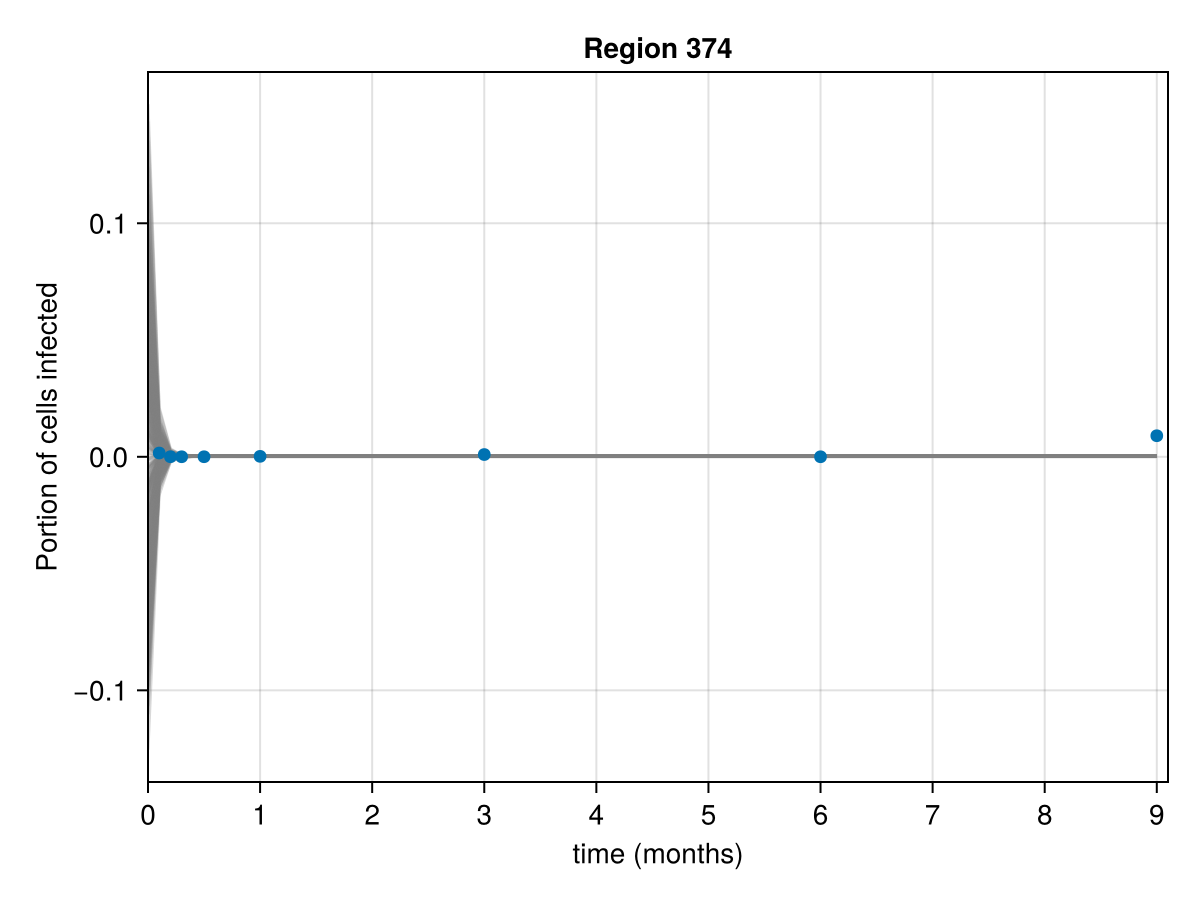 Region 374
Portion of cells infected
0.1
0.0
−0.1
0 1 2 3 4 5 6 7 8 9
time (months)